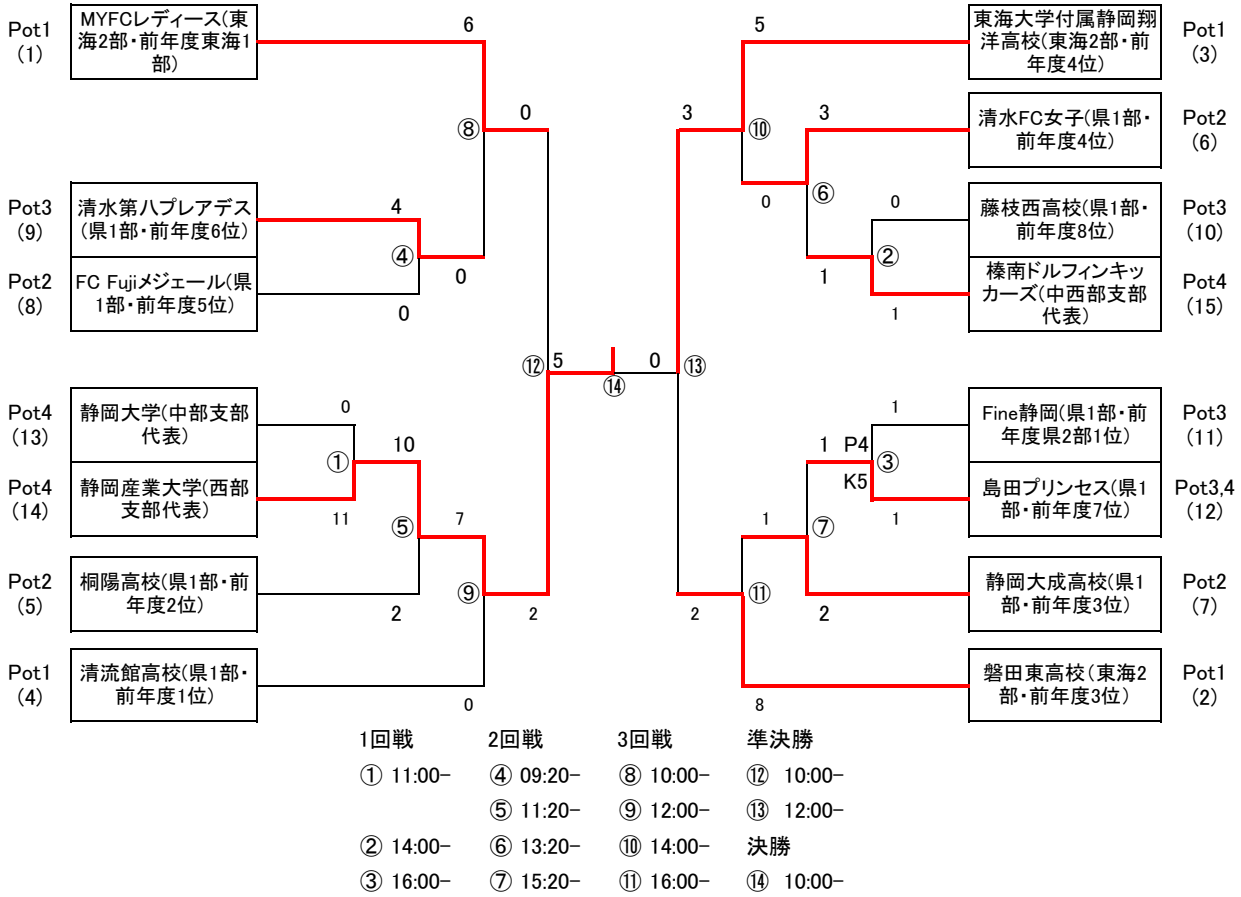 Pot1
(1)
MYFCレディース(東
海2部・前年度東海1
部)
6
⑧
0
Pot3
(9)
清水第八プレアデス
(県1部・前年度6位)
4
④
0
Pot2
(8)
FC Fujiメジェール(県
1部・前年度5位)
0
⑫
5
⑭
0
⑬
Pot4
(13)
静岡大学(中部支部
代表)
0
①
10
Pot4
(14)
静岡産業大学(西部
支部代表)
11
⑤
7
Pot2
(5)
桐陽高校(県1部・前
年度2位)
2
⑨
2
Pot1
(4)
清流館高校(県1部・
前年度1位)
0
5
東海大学付属静岡翔
洋高校(東海2部・前
年度4位)
Pot1
(3)
3
⑩
3
清水FC女子(県1部・
前年度4位)
Pot2
(6)
0
⑥
0
藤枝西高校(県1部・
前年度8位)
Pot3
(10)
②
1
榛南ドルフィンキッ
カーズ(中西部支部
代表)
Pot4
(15)
1
1
Fine静岡(県1部・前
年度県2部1位)
Pot3
(11)
1 P4
③
K5
島田プリンセス(県1
部・前年度7位)
Pot3,4
(12)
1
1
⑦
静岡大成高校(県1
部・前年度3位)
Pot2
(7)
2
⑪
2
磐田東高校(東海2
部・前年度3位)
Pot1
(2)
8
1回戦 2回戦 3回戦 準決勝
① 11:00- ④ 09:20- ⑧ 10:00- ⑫ 10:00-
⑤ 11:20- ⑨ 12:00- ⑬ 12:00-
② 14:00- ⑥ 13:20- ⑩ 14:00- 決勝
③ 16:00- ⑦ 15:20- ⑪ 16:00- ⑭ 10:00-